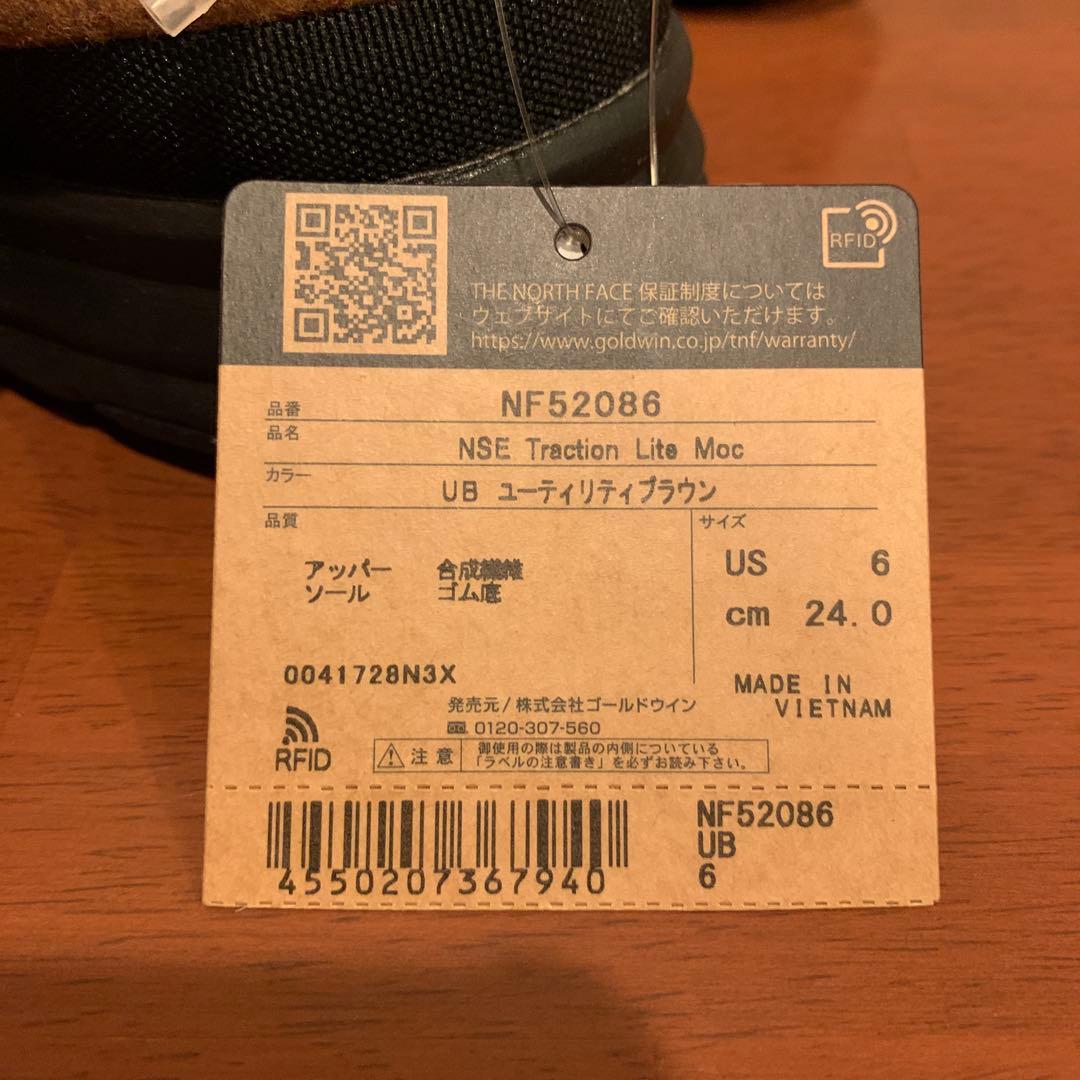 RFID
THE NORTH FACE 保証制度については
ウェブサイトにてご確認いただけます。
https://www.goldwin.co.jp/tnf/warranty/
品番 NF52086
品名 NSE Traction Lite Moc
カラー UB ユーティリティブラウン
品質
アッパー 合成繊維
ソール ゴム底
サイズ
US 6
cm 24.0
0041728N3X
MADE IN
VIETNAM
発売元/株式会社ゴールドウイン
0120-307-560
RFID
注意
御使用の際は製品の内側についている
「ラベルの注意書き」を必ずお読み下さい。
4550207367940
NF52086
UB
6